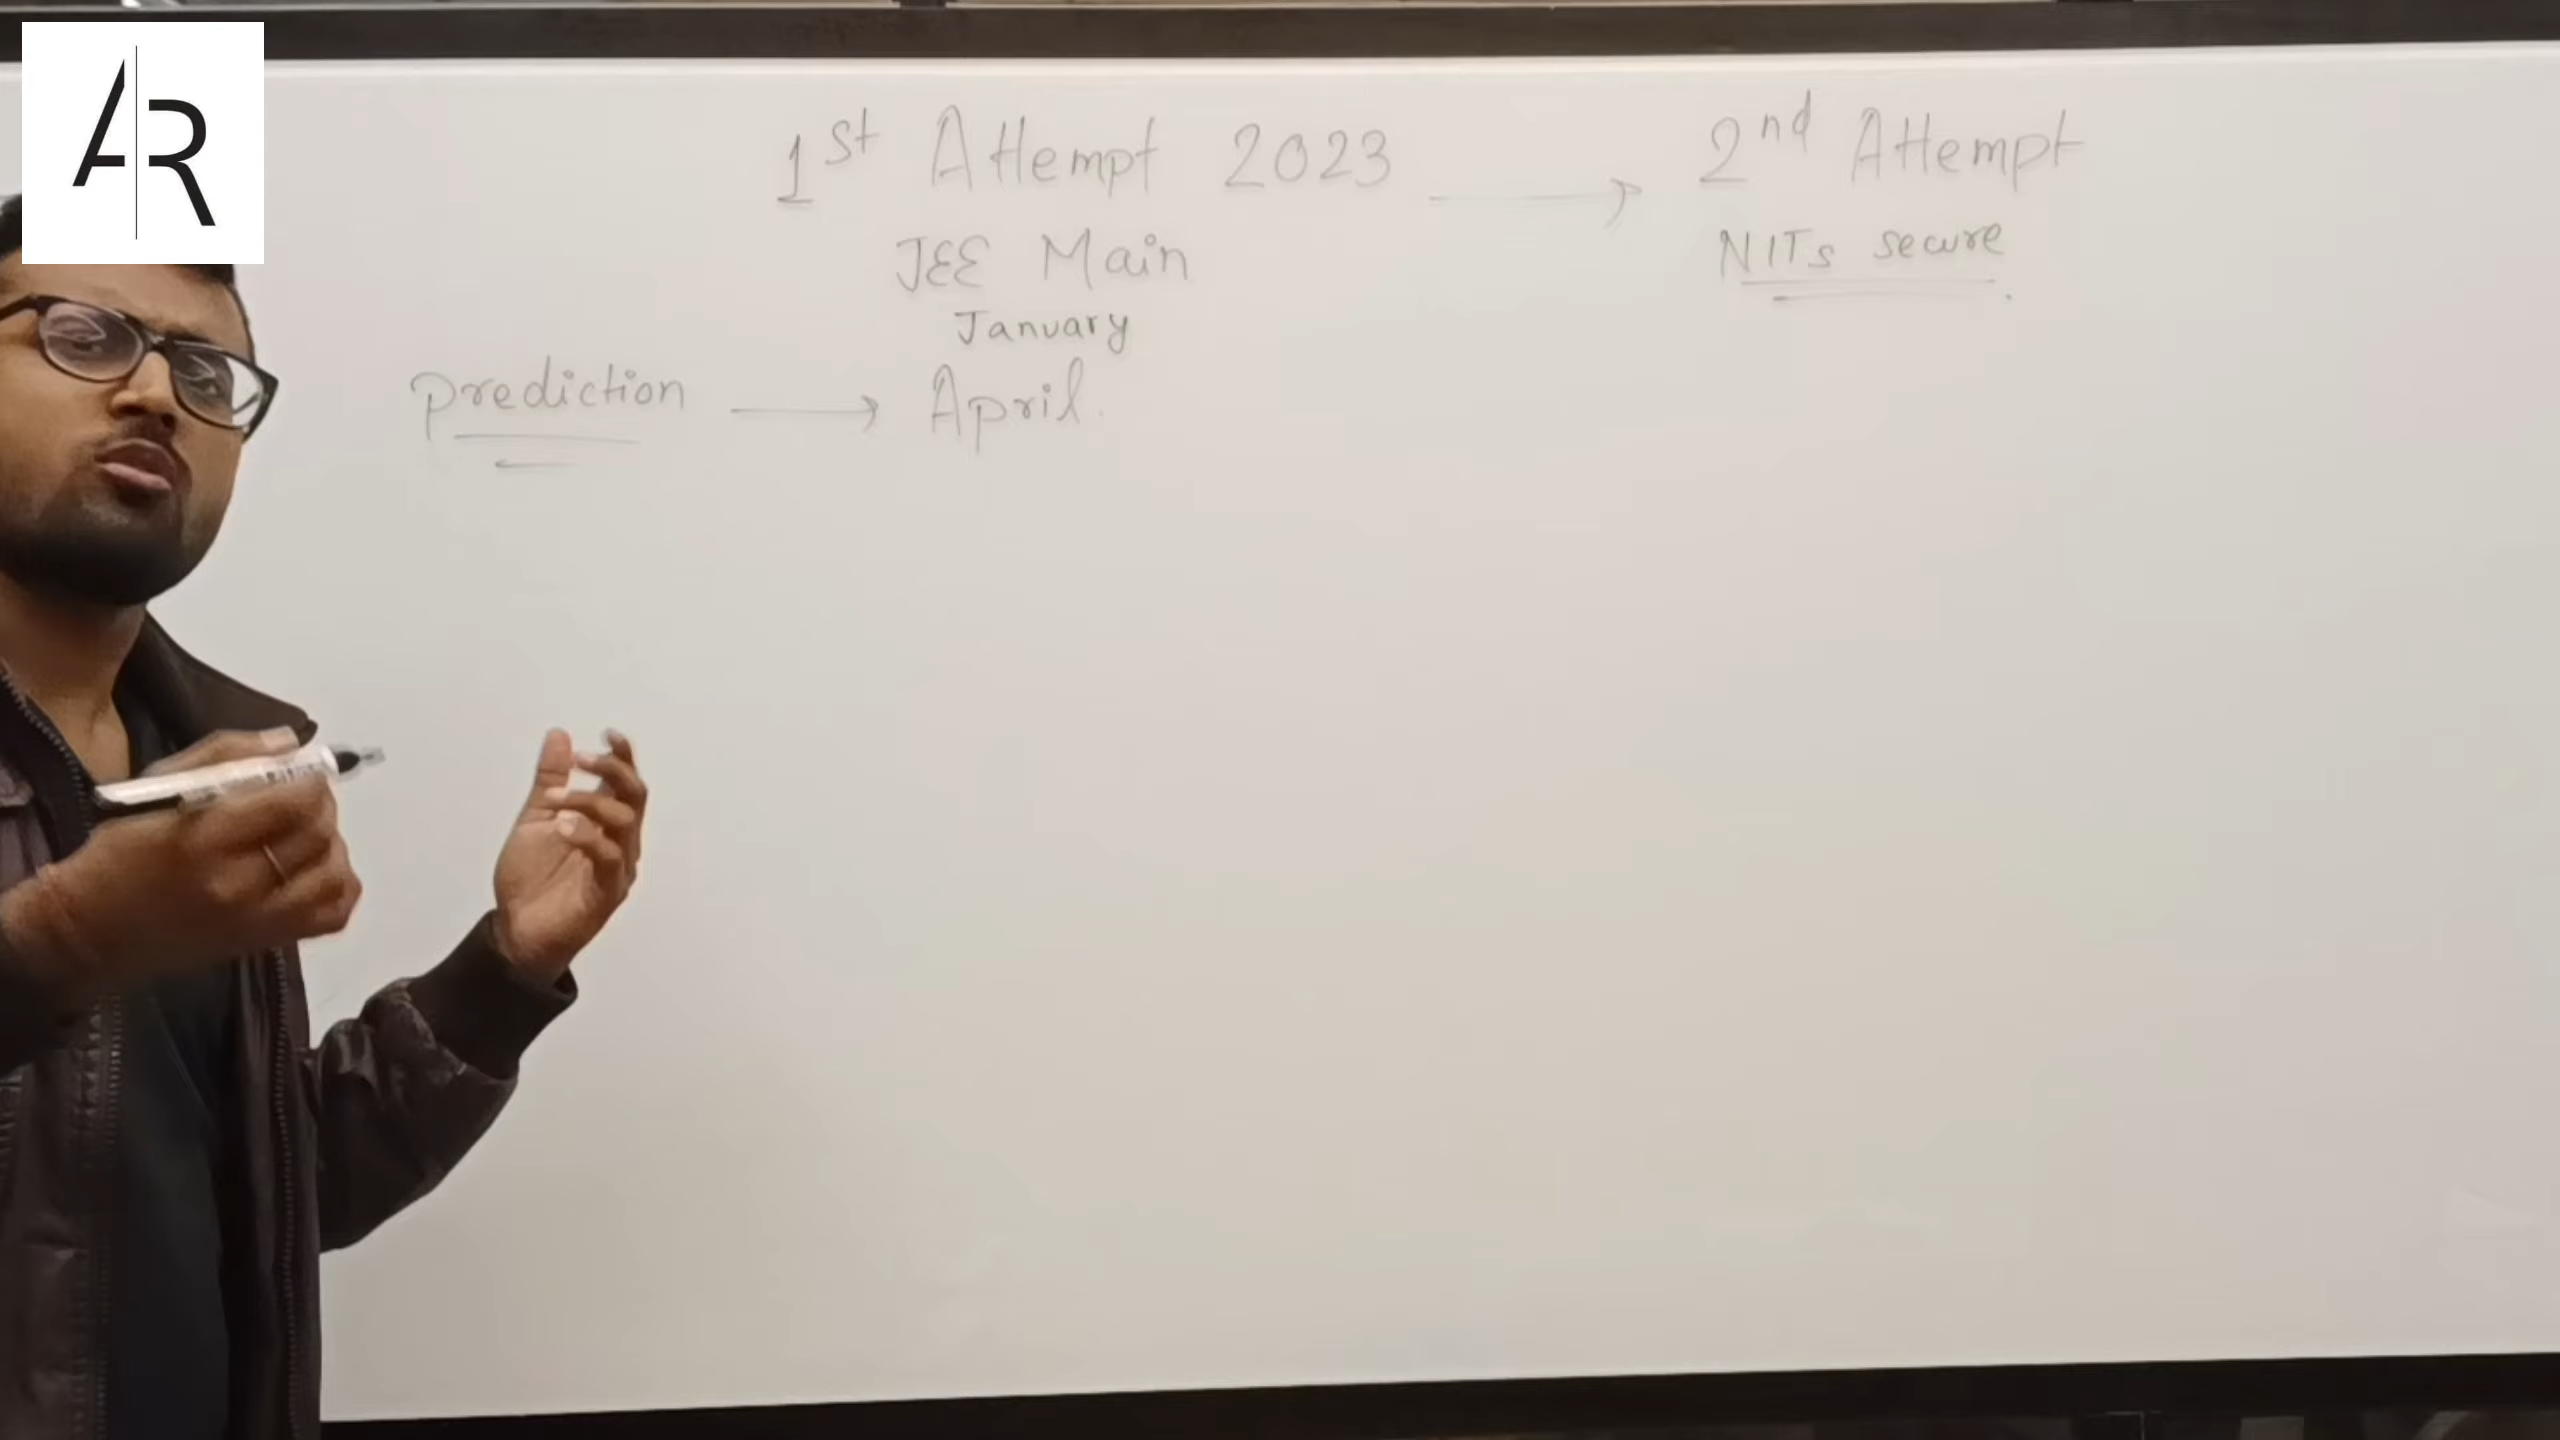 AR
1st Attempt 2023 → 2nd Attempt
JEE Main
NITs secure
January
prediction → April.